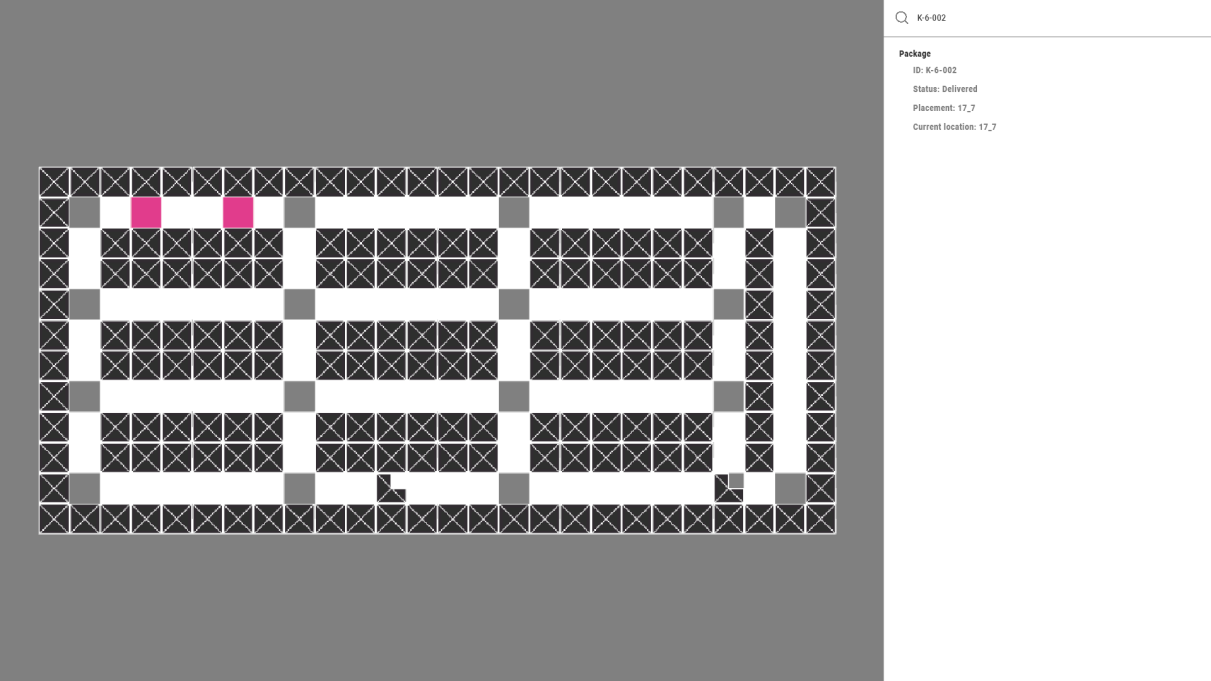 K-6-002
Package
ID: K-6-002
Status: Delivered
Placement: 17_7
Current location: 17_7